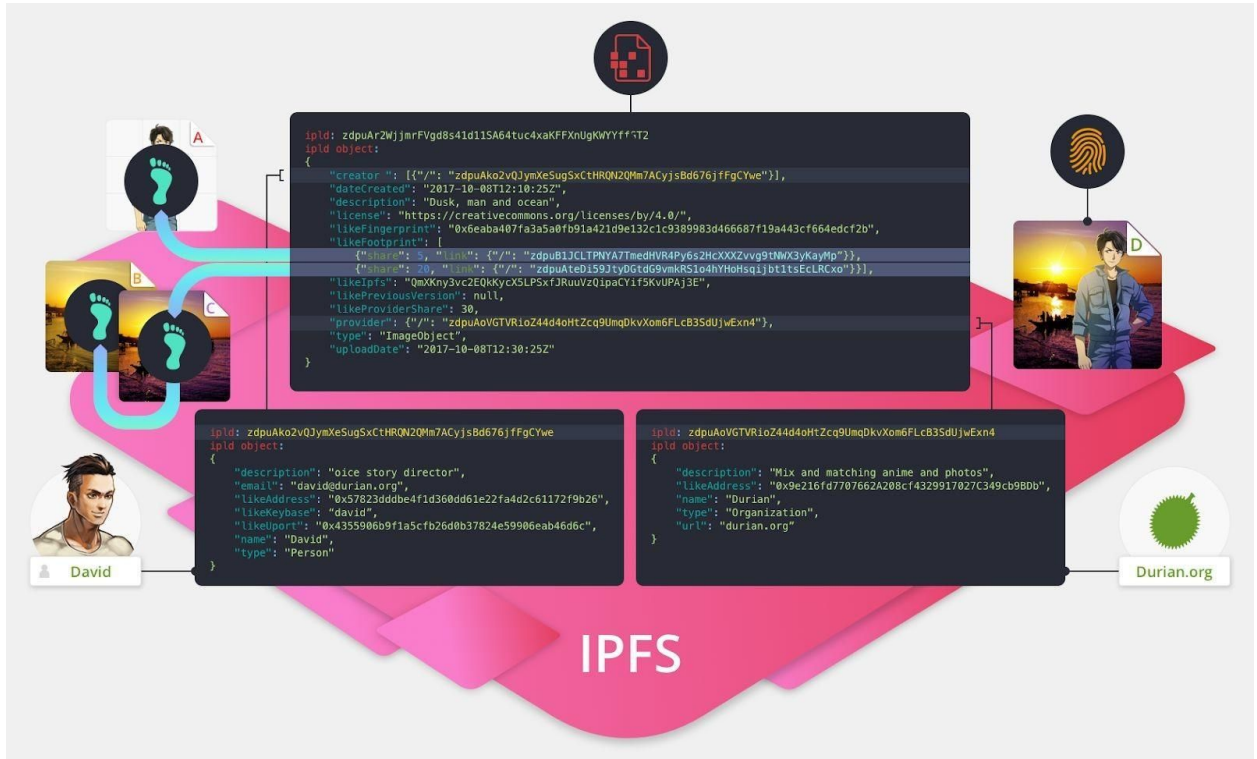 A
B
C
D
ipld: zdpuAr2WjjmrFVgd8s41d11SA64tuc4xaKFFXnUgKWYYff5T2
ipld object:
{
"creator ": [{"/": "zdpuAko2vQJymXeSugSxCtHRQN2QMm7ACyjsBd676jfFgCYwe"}],
"dateCreated": "2017-10-08T12:10:25Z",
"description": "Dusk, man and ocean",
"license": "https://creativecommons.org/licenses/by/4.0/",
"likeFingerprint": "0x6eaba407fa3a5a0fb91a421d9e132c1c9389983d466687f19a443cf664edcf2b",
"likeFootprint": [
{"share": 5, "link": {"/": "zdpuB1JCLTPNYA7TmedHVR4Py6s2HcXXXZvvg9tNWX3yKayMp"}},
{"share": 20, "link": {"/": "zdpuAteDi59JtyDGtdG9vmkRS1o4hYHoHsqijbt1tsEcLRCxo"}}],
"likeIpfs": "QmXKny3vc2EQkKycX5LPSxfJRuuVzQipaCYif5KvUPAj3E",
"likePreviousVersion": null,
"likeProviderShare": 30,
"provider": {"/": "zdpuAoVGTVRioZ44d4oHtZcq9UmqDkvXom6FLcB3SdUjwExn4"},
"type": "ImageObject",
"uploadDate": "2017-10-08T12:30:25Z"
}
ipld: zdpuAko2vQJymXeSugSxCtHRQN2QMm7ACyjsBd676jfFgCYwe
ipld object:
{
"description": "oice story director",
"email": "david@durian.org",
"likeAddress": "0x57823dddbe4f1d360dd61e22fa4d2c61172f9b26",
"likeKeybase": "david",
"likeUport": "0x4355906b9f1a5cfb26d0b37824e59906eab46d6c",
"name": "David",
"type": "Person"
}
ipld: zdpuAoVGTVRioZ44d4oHtZcq9UmqDkvXom6FLcB3SdUjwExn4
ipld object:
{
"description": "Mix and matching anime and photos",
"likeAddress": "0x9e216fd7707662A208cf4329917027C349cb9BDb",
"name": "Durian",
"type": "Organization",
"url": "durian.org"
}
David
Durian.org
IPFS